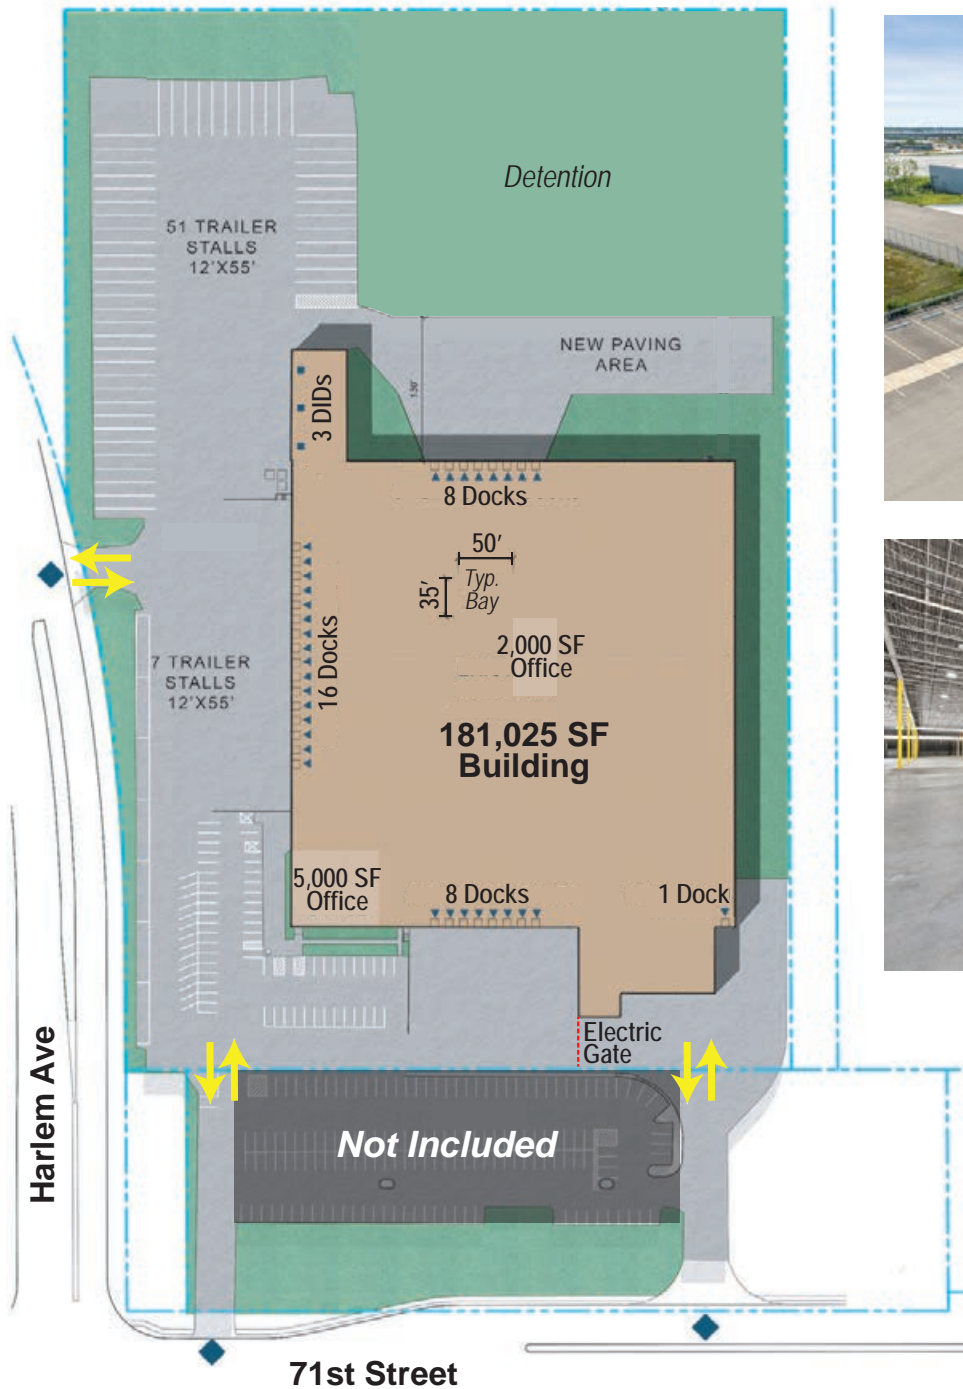 Detention
51 TRAILER
STALLS
12'X55'
NEW PAVING
AREA
130'
3 DIDs
8 Docks
50'
35'
Typ.
Bay
16 Docks
2,000 SF
Office
7 TRAILER
STALLS
12'X55'
181,025 SF
Building
5,000 SF
Office
8 Docks
1 Dock
Electric
Gate
Harlem Ave
Not Included
71st Street